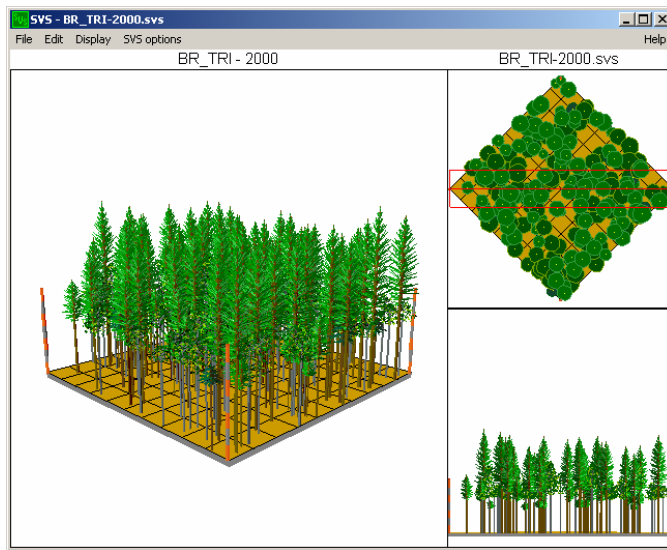 SVS - BR_TRI-2000.svs
File Edit Display SVS options Help
BR_TRI - 2000
BR_TRI-2000.svs